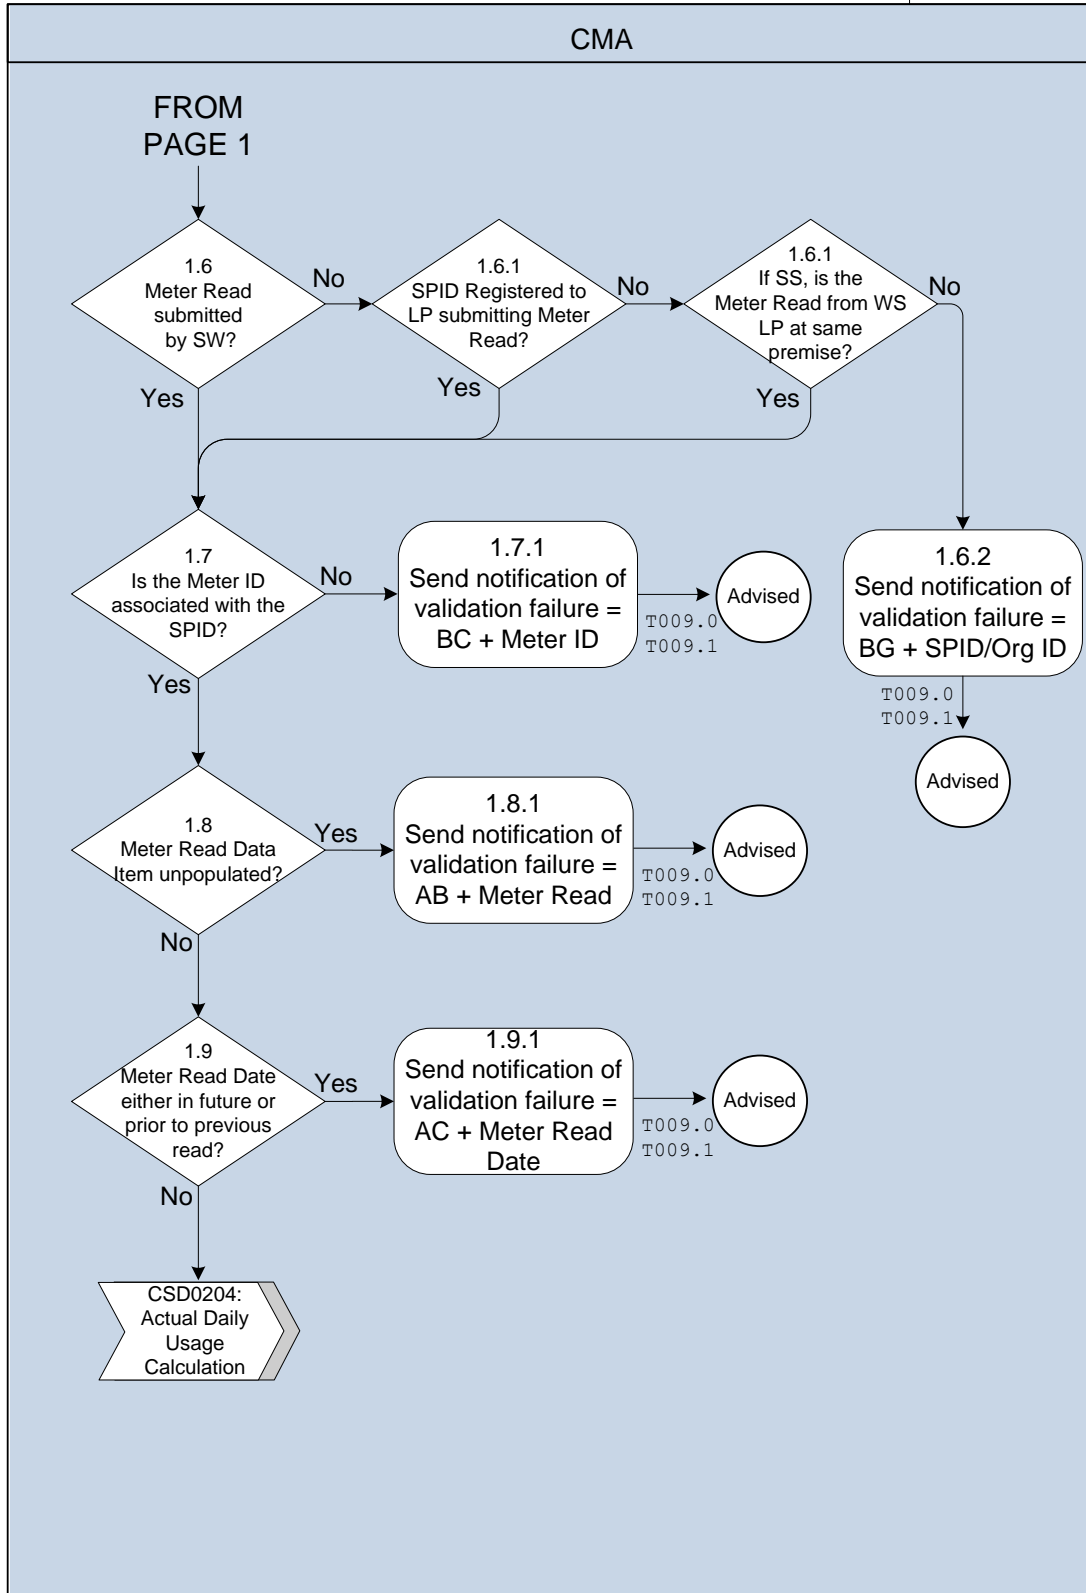 CMA
FROM
PAGE 1
1.6
Meter Read
submitted
by SW?
No
Yes
1.6.1
SPID Registered to
LP submitting Meter
Read?
No
Yes
1.6.1
If SS, is the
Meter Read from WS
LP at same
premise?
No
Yes
1.7
Is the Meter ID
associated with the
SPID?
No
Yes
1.7.1
Send notification of
validation failure =
BC + Meter ID
T009.0
T009.1
Advised
1.6.2
Send notification of
validation failure =
BG + SPID/Org ID
T009.0
T009.1
Advised
1.8
Meter Read Data
Item unpopulated?
Yes
No
1.8.1
Send notification of
validation failure =
AB + Meter Read
T009.0
T009.1
Advised
1.9
Meter Read Date
either in future or
prior to previous
read?
Yes
No
1.9.1
Send notification of
validation failure =
AC + Meter Read
Date
T009.0
T009.1
Advised
CSD0204:
Actual Daily
Usage
Calculation